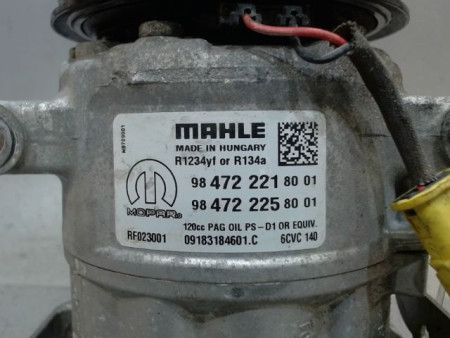 MAHLE
MADE IN HUNGARY
R1234yf or R134a
98 472 221 80 01
98 472 225 80 01
MOPAR
120cc PAG OIL PS-D1 OR EQUIV.
RF023001 09183184601.C 6CVC 140